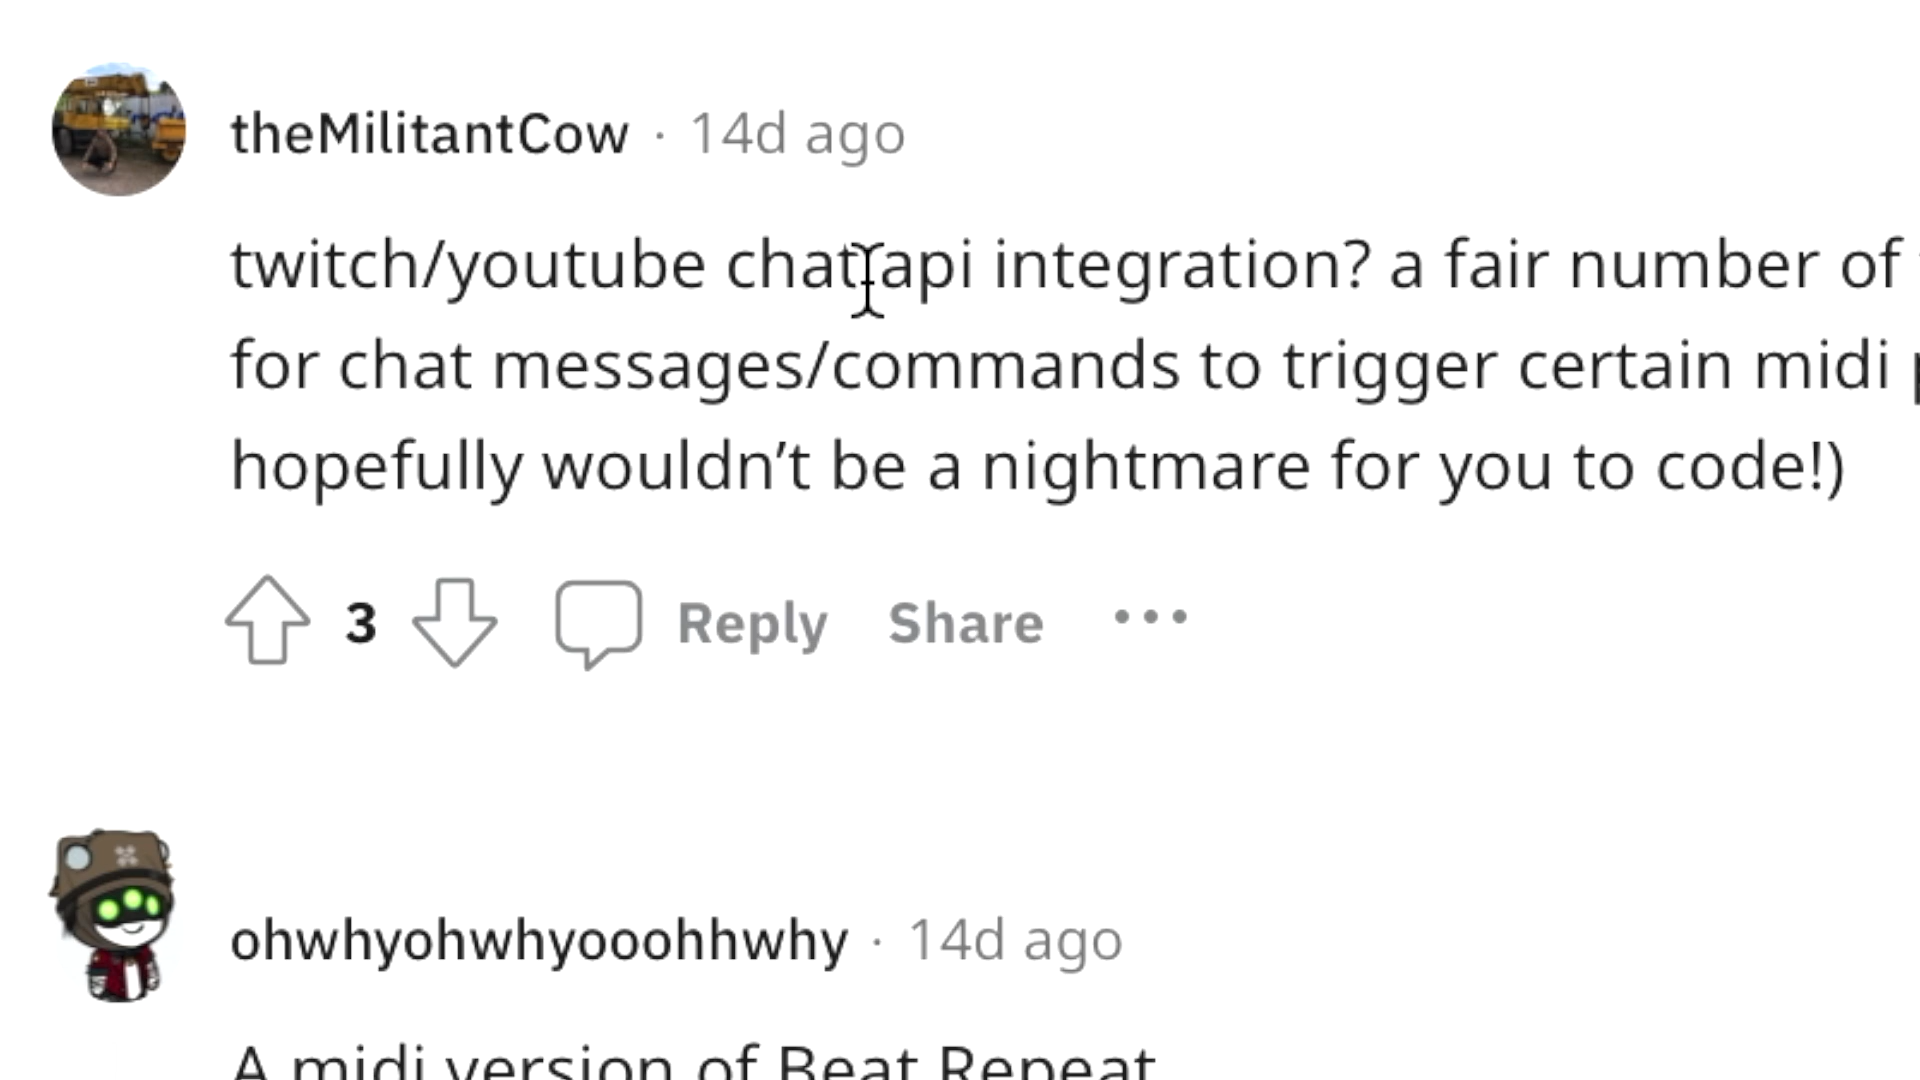 theMilitantCow · 14d ago
twitch/youtube chat api integration? a fair number of
for chat messages/commands to trigger certain midi
hopefully wouldn’t be a nightmare for you to code!)
3 Reply Share
ohwhyohwhyooohhwhy · 14d ago
A midi version of Beat Repeat